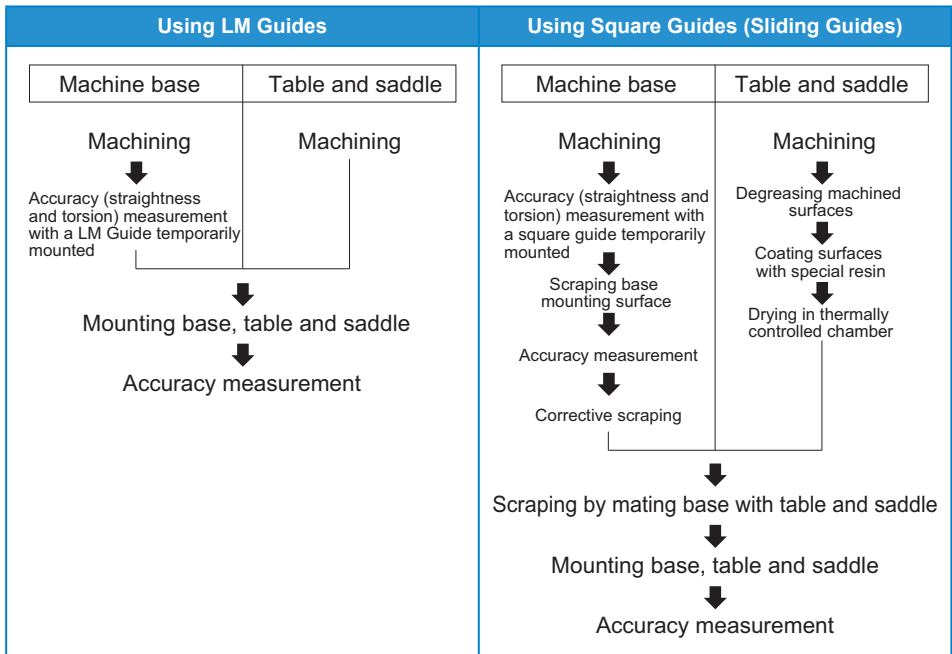 Using LM Guides
Machine base
Table and saddle
Machining
Machining
Accuracy (straightness
and torsion) measurement
with a LM Guide temporarily
mounted
Mounting base, table and saddle
Accuracy measurement
Using Square Guides (Sliding Guides)
Machine base
Table and saddle
Machining
Accuracy (straightness and
torsion) measurement with
a square guide temporarily
mounted
Scraping base
mounting surface
Accuracy measurement
Corrective scraping
Machining
Degreasing machined
surfaces
Coating surfaces
with special resin
Drying in thermally
controlled chamber
Scraping by mating base with table and saddle
Mounting base, table and saddle
Accuracy measurement